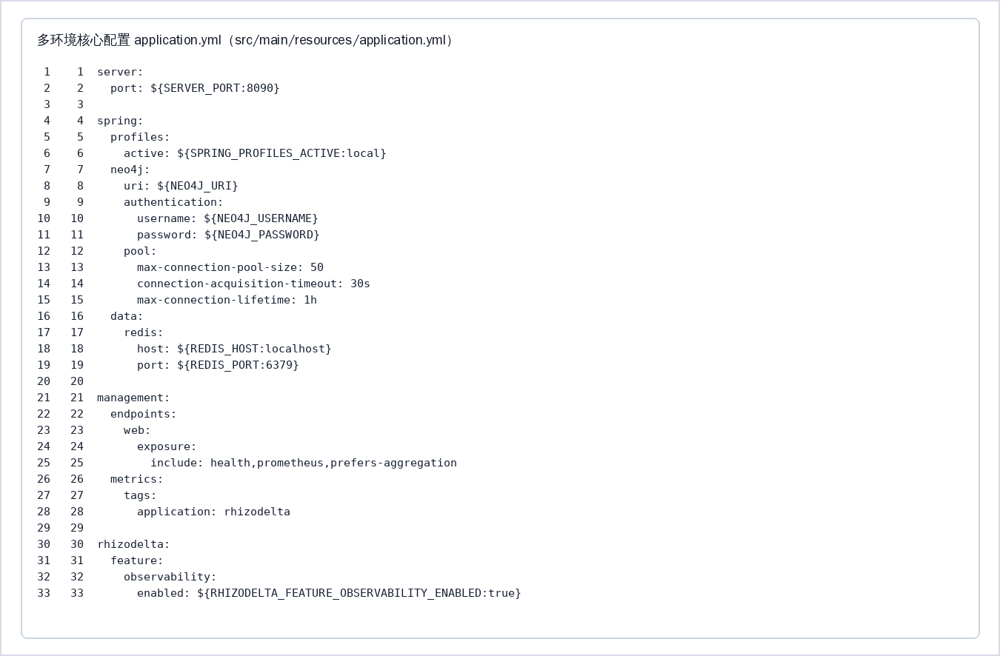 多环境核心配置 application.yml（src/main/resources/application.yml）
1 1 server:
2 2   port: ${SERVER_PORT:8090}
3 3
4 4 spring:
5 5   profiles:
6 6     active: ${SPRING_PROFILES_ACTIVE:local}
7 7   neo4j:
8 8     uri: ${NEO4J_URI}
9 9     authentication:
10 10       username: ${NEO4J_USERNAME}
11 11       password: ${NEO4J_PASSWORD}
12 12     pool:
13 13       max-connection-pool-size: 50
14 14       connection-acquisition-timeout: 30s
15 15       max-connection-lifetime: 1h
16 16   data:
17 17     redis:
18 18       host: ${REDIS_HOST:localhost}
19 19       port: ${REDIS_PORT:6379}
20 20
21 21 management:
22 22   endpoints:
23 23     web:
24 24       exposure:
25 25         include: health,prometheus,prefers-aggregation
26 26   metrics:
27 27     tags:
28 28       application: rhizodelta
29 29
30 30 rhizodelta:
31 31   feature:
32 32     observability:
33 33       enabled: ${RHIZODELTA_FEATURE_OBSERVABILITY_ENABLED:true}